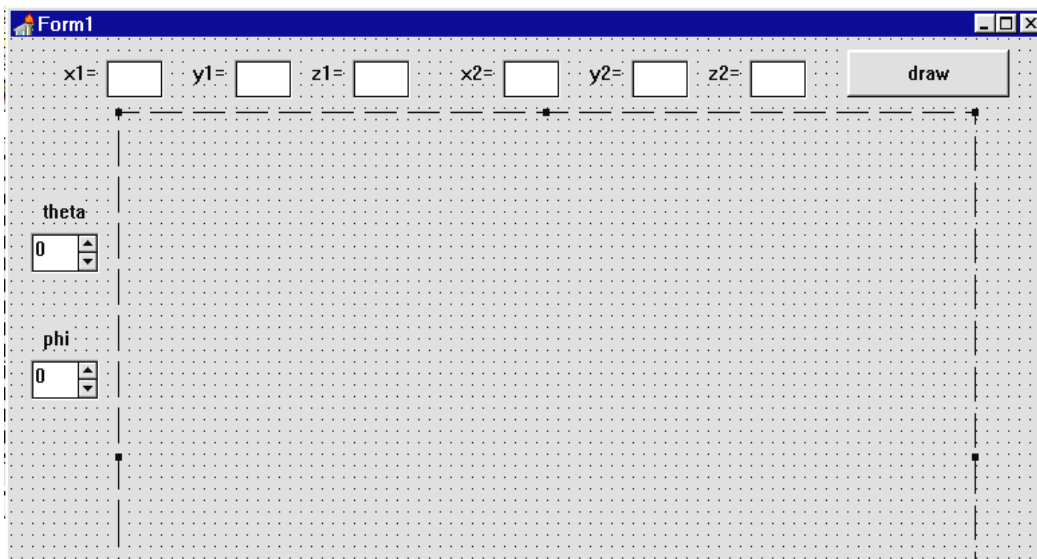 Form1
x1= y1= z1= x2= y2= z2= draw
theta
0
phi
0